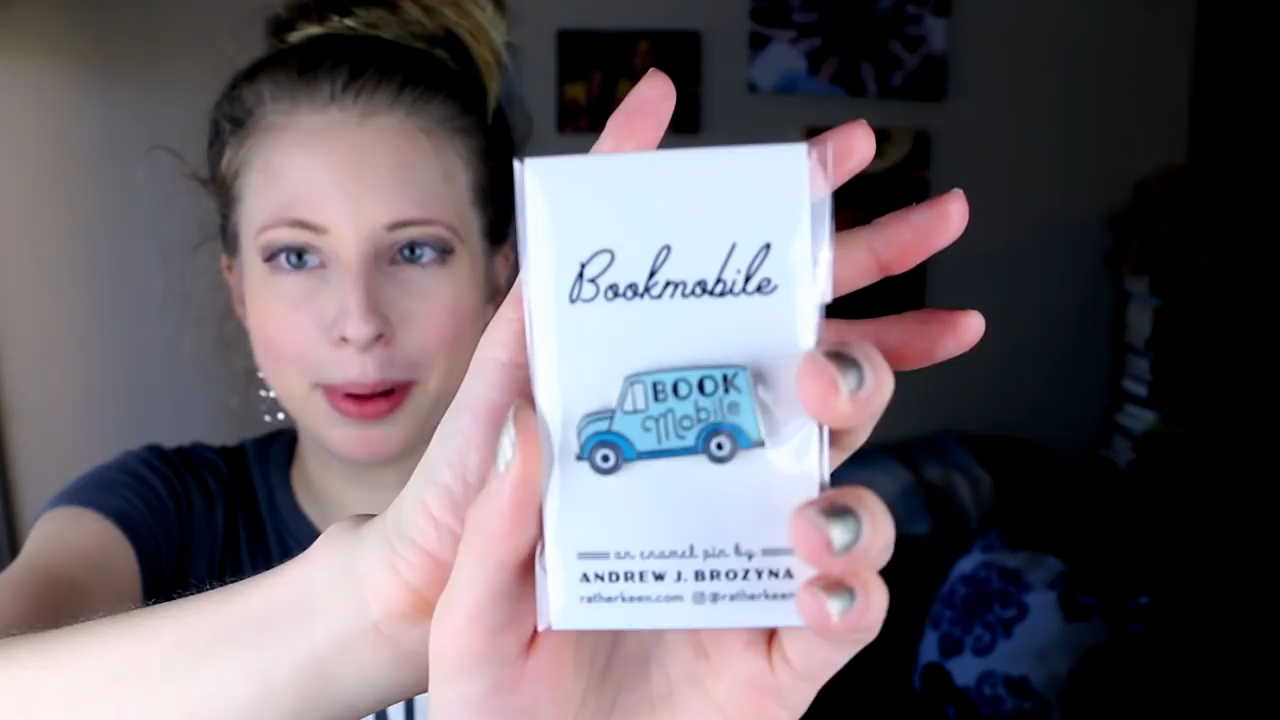 Bookmobile
BOOK
Mobile
an enamel pin by
ANDREW J. BROZYNA
ratherkeen.com @ratherkeen